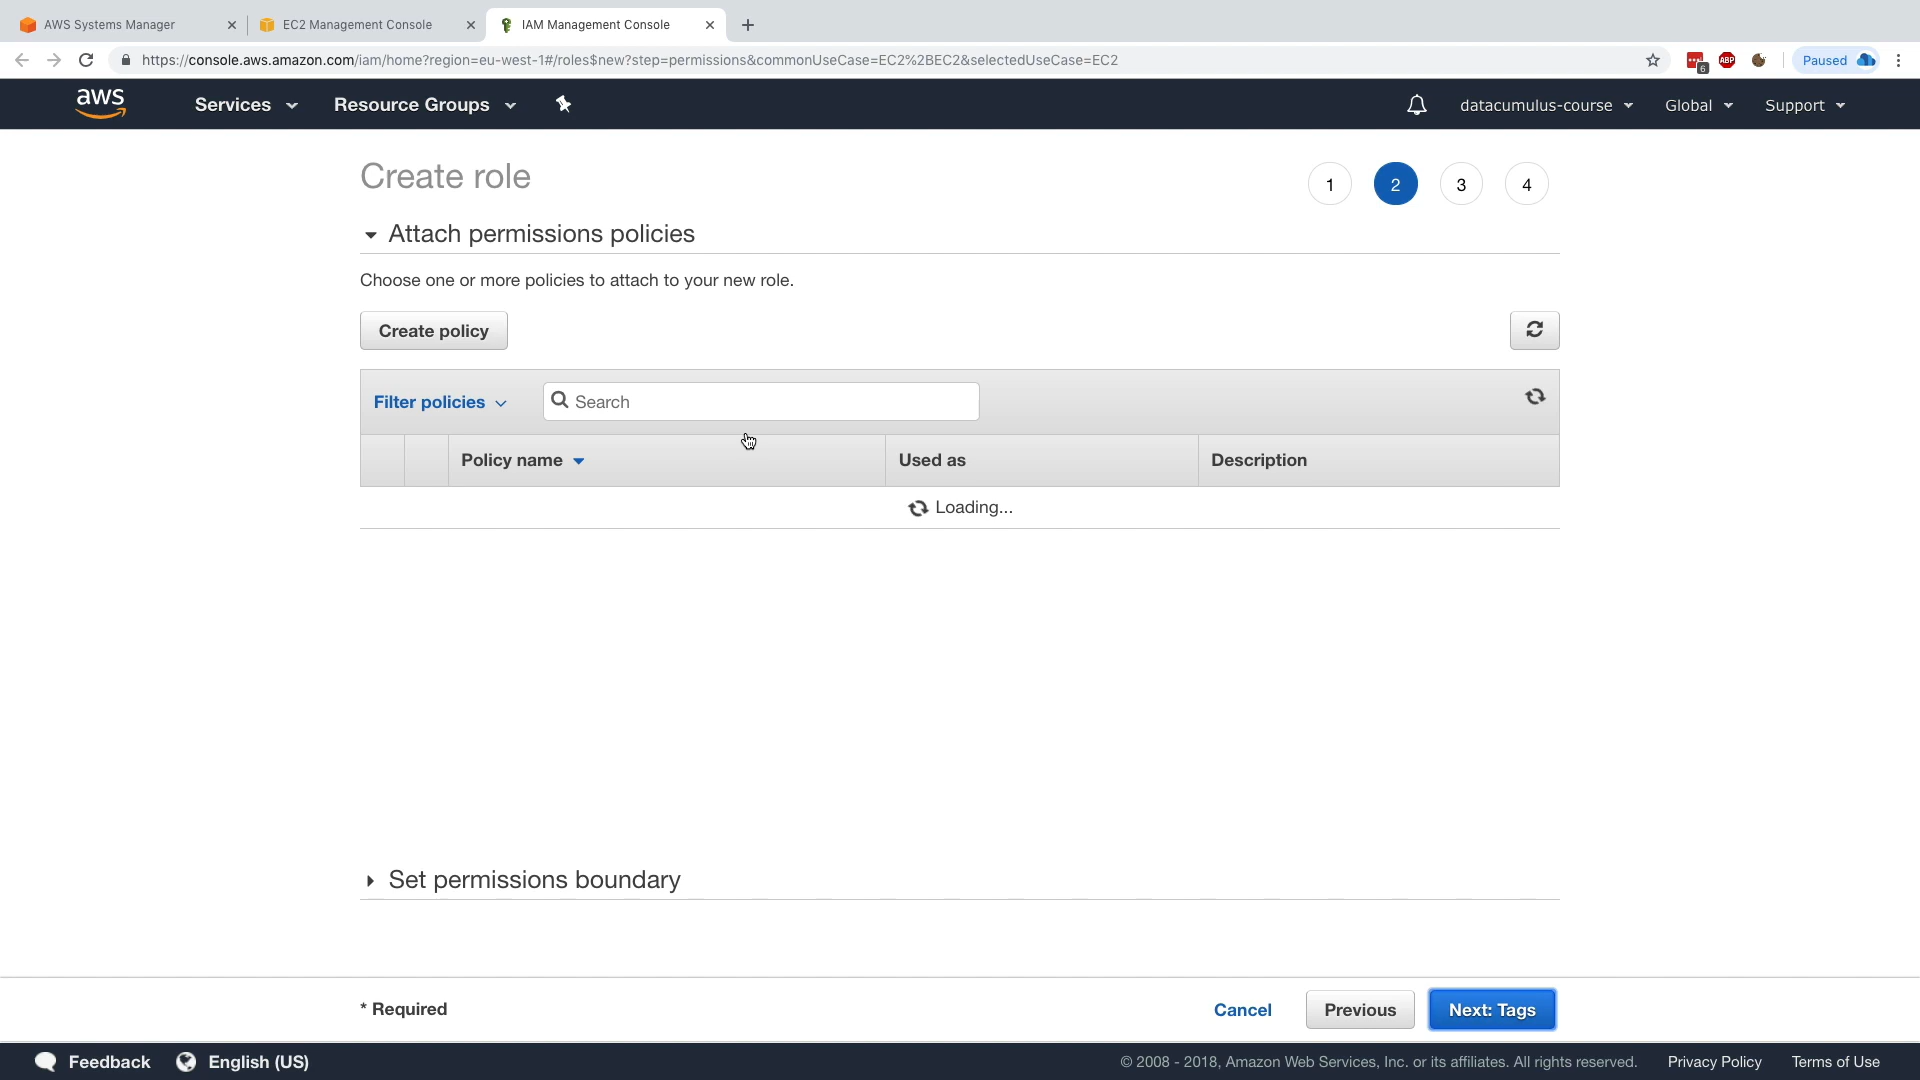 AWS Systems Manager
EC2 Management Console
IAM Management Console
https://console.aws.amazon.com/iam/home?region=eu-west-1#/roles$new?step=permissions&commonUseCase=EC2%2BEC2&selectedUseCase=EC2
6
ABP
Paused
aws
Services
Resource Groups
datacumulus-course
Global
Support
Create role
1
2
3
4
Attach permissions policies
Choose one or more policies to attach to your new role.
Create policy
Filter policies
Search
Policy name
Used as
Description
Loading...
Set permissions boundary
* Required
Cancel
Previous
Next: Tags
Feedback
English (US)
© 2008 - 2018, Amazon Web Services, Inc. or its affiliates. All rights reserved.
Privacy Policy
Terms of Use